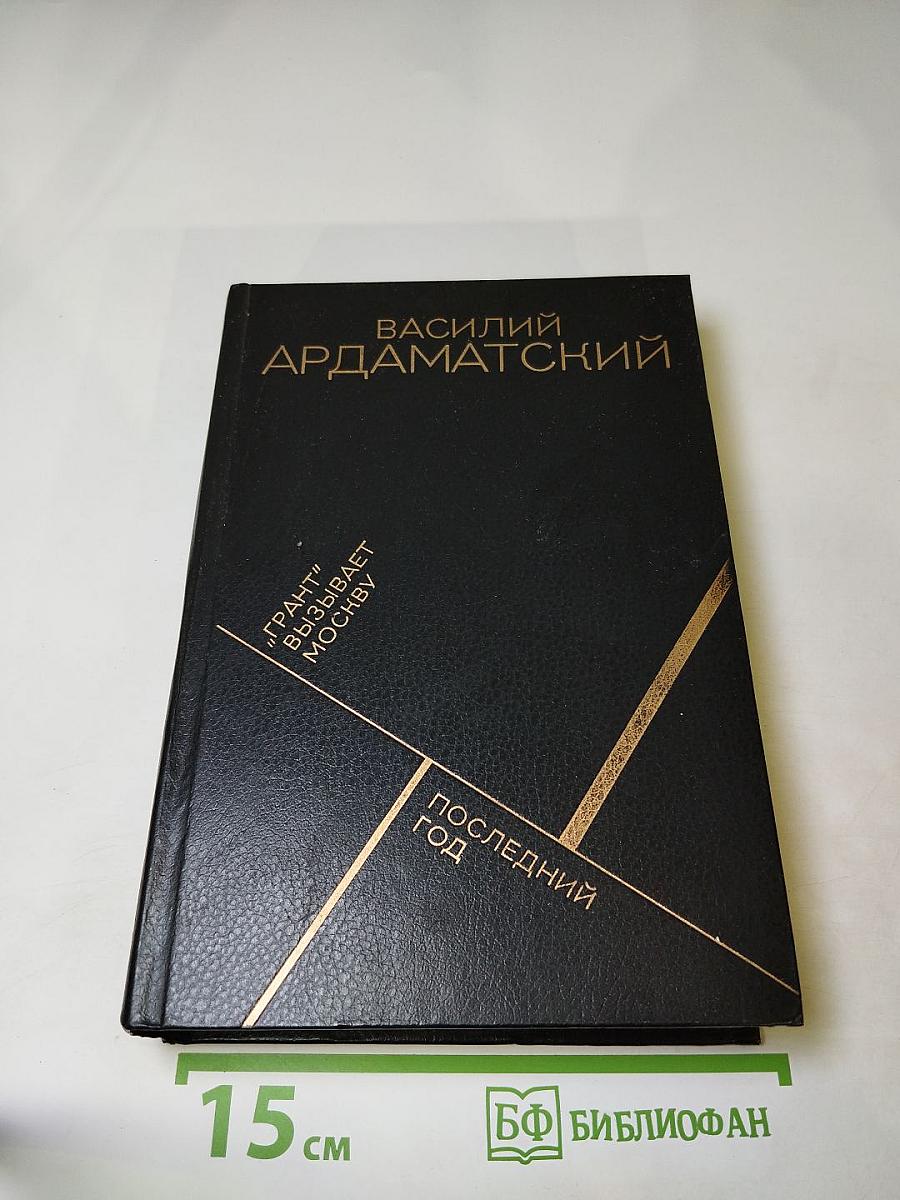 ВАСИЛИЙ
АРДАМАТСКИЙ
„ГРАНТ"
ВЫЗЫВАЕТ
МОСКВУ
ПОСЛЕДНИЙ
ГОД
15 см
БФ БИБЛИОФАН